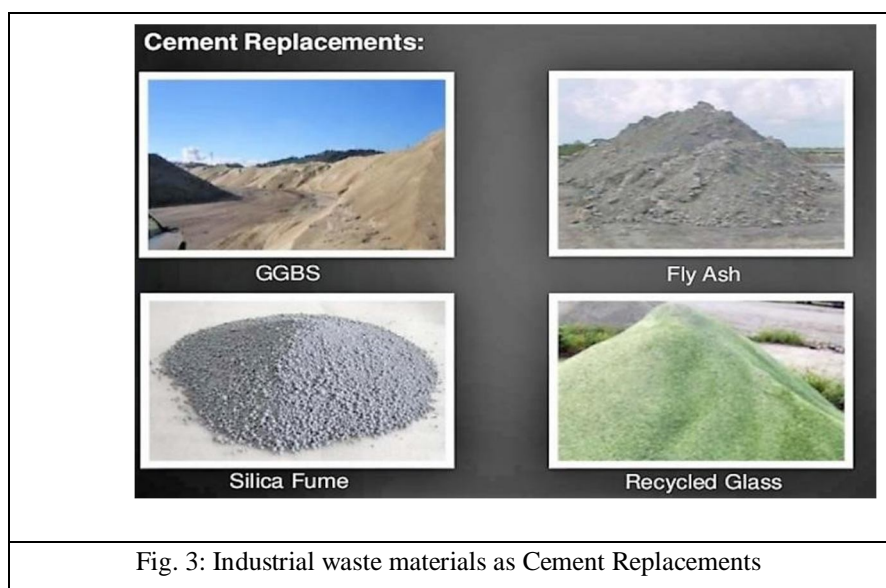 Cement Replacements:
GGBS
Fly Ash
Silica Fume
Recycled Glass
Fig. 3: Industrial waste materials as Cement Replacements